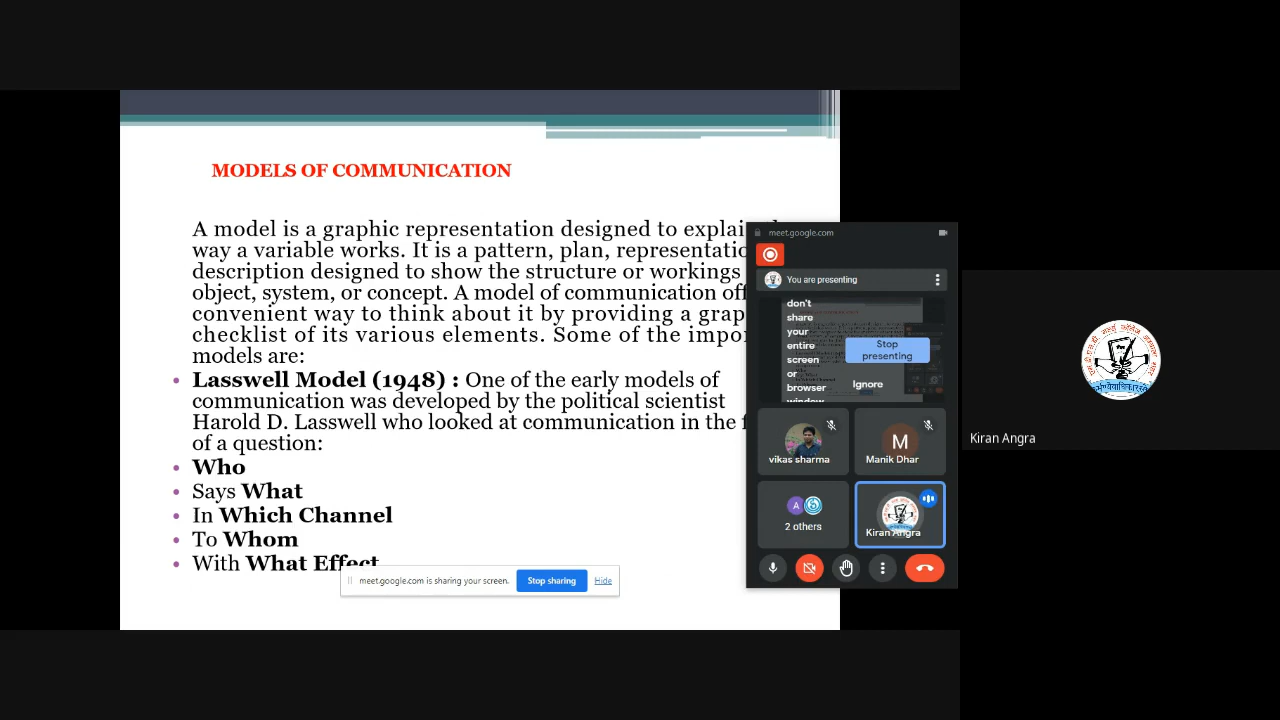 MODELS OF COMMUNICATION
A model is a graphic representation designed to explain
way a variable works. It is a pattern, plan,
description designed to show the structure or workings
object, system, or concept. A model of communication
convenient way to think about it by providing a
checklist of its various elements. Some of the
models are:
• Lasswell Model (1948) : One of the early models of
communication was developed by the political scientist
Harold D. Lasswell who looked at communication in the
of a question:
• Who
• Says What
• In Which Channel
• To Whom
• With What Effect
meet.google.com is sharing your screen.
Stop sharing
Hide
meet.google.com
You are presenting
don't
share
your
entire
screen
or
browser
window
Stop
presenting
Ignore
vikas sharma
M
Manik Dhar
A
2 others
Kiran Angra
Kiran Angra